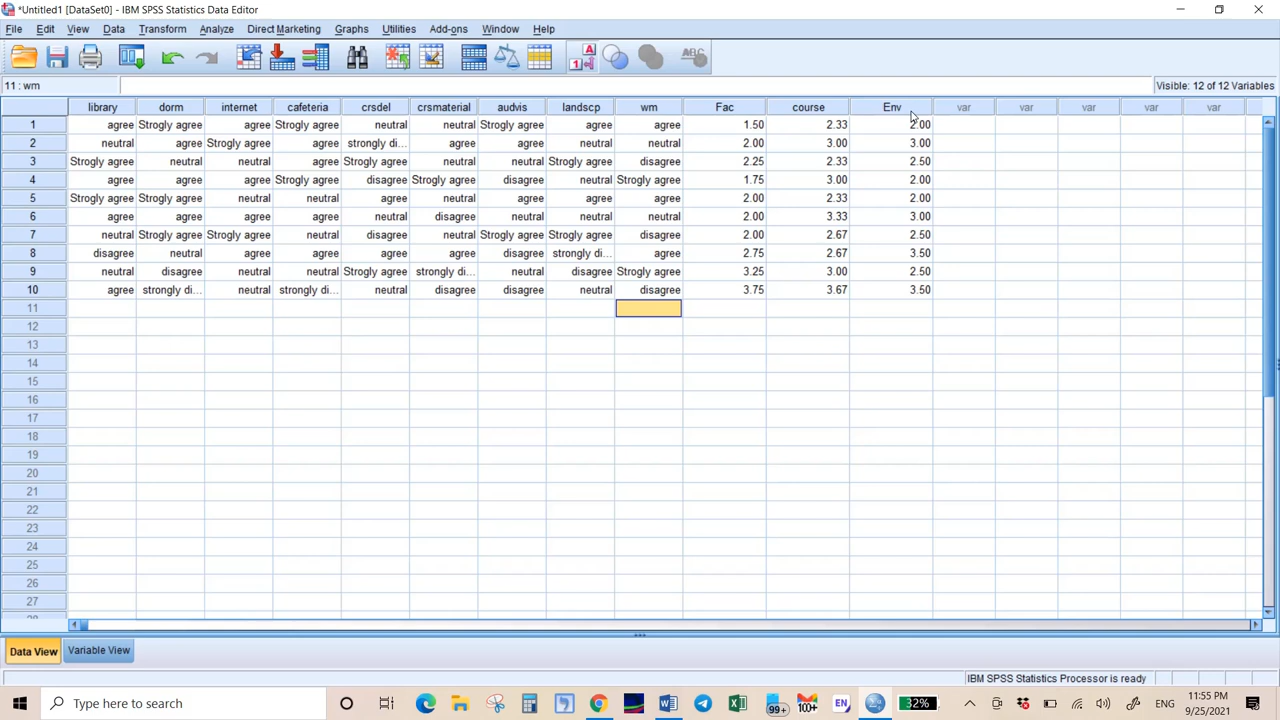 *Untitled1 [DataSet0] - IBM SPSS Statistics Data Editor
File Edit View Data Transform Analyze Direct Marketing Graphs Utilities Add-ons Window Help
11 : wm Visible: 12 of 12 Variables
library dorm internet cafeteria crsdel crsmaterial audvis landscp wm Fac course Env var var var var var
1 agree Strogly agree agree Strogly agree neutral neutral Strogly agree agree agree 1.50 2.33 2.00
2 neutral agree Strogly agree agree strongly di... agree agree neutral neutral 2.00 3.00 3.00
3 Strogly agree neutral neutral agree Strogly agree neutral neutral Strogly agree disagree 2.25 2.33 2.50
4 agree agree agree Strogly agree disagree Strogly agree disagree neutral Strogly agree 1.75 3.00 2.00
5 Strogly agree Strogly agree neutral neutral agree neutral agree agree agree 2.00 2.33 2.00
6 agree agree agree agree neutral disagree neutral neutral neutral 2.00 3.33 3.00
7 neutral Strogly agree Strogly agree neutral disagree neutral Strogly agree Strogly agree disagree 2.00 2.67 2.50
8 disagree neutral agree agree agree agree disagree strongly di... agree 2.75 2.67 3.50
9 neutral disagree neutral neutral Strogly agree strongly di... neutral disagree Strogly agree 3.25 3.00 2.50
10 agree strongly di... neutral strongly di... neutral disagree disagree neutral disagree 3.75 3.67 3.50
11
12
13
14
15
16
17
18
19
20
21
22
23
24
25
26
27
28
Data View Variable View
IBM SPSS Statistics Processor is ready
Type here to search 99+ 100+ EN 32% ENG 11:55 PM
9/25/2021